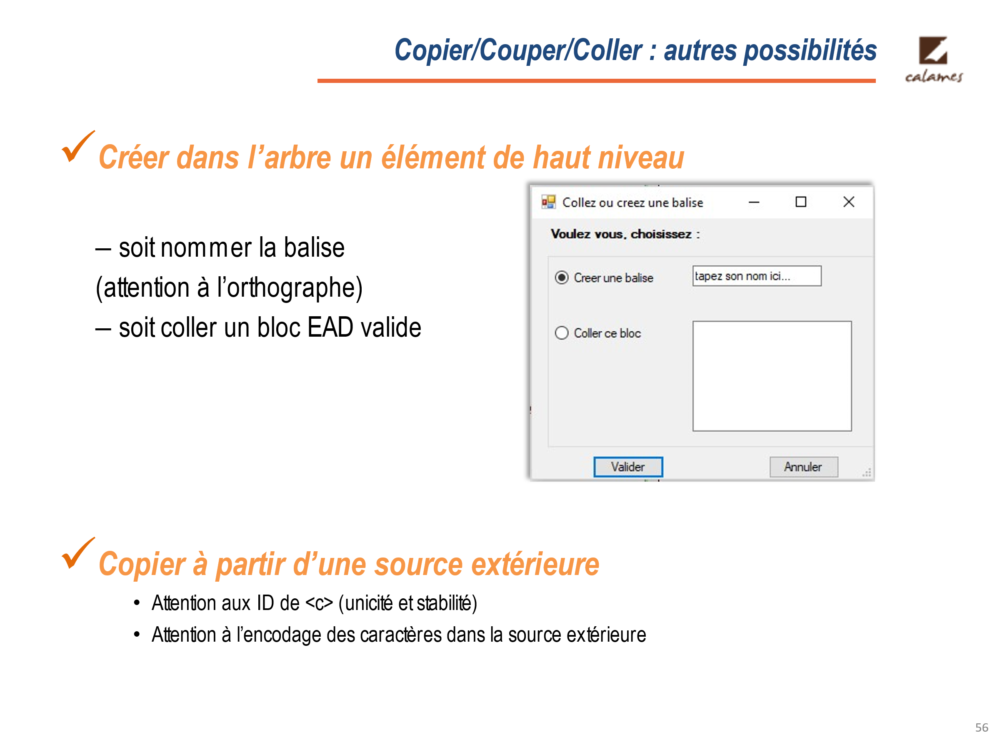 Copier/Couper/Coller : autres possibilités
calames
Créer dans l’arbre un élément de haut niveau
– soit nommer la balise
(attention à l’orthographe)
– soit coller un bloc EAD valide
Collez ou creez une balise
Voulez vous, choisissez :
Creer une balise
tapez son nom ici...
Coller ce bloc
Valider
Annuler
Copier à partir d’une source extérieure
• Attention aux ID de <c> (unicité et stabilité)
• Attention à l’encodage des caractères dans la source extérieure
56